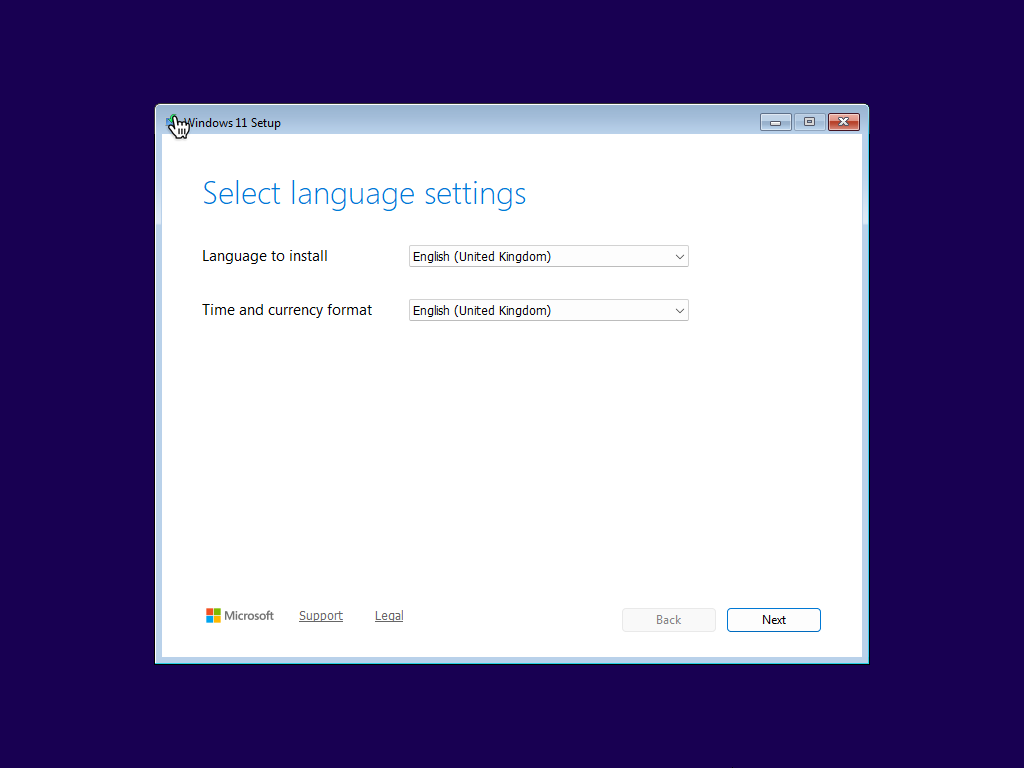 Windows 11 Setup
Select language settings
Language to install English (United Kingdom)
Time and currency format English (United Kingdom)
Microsoft Support Legal Back Next